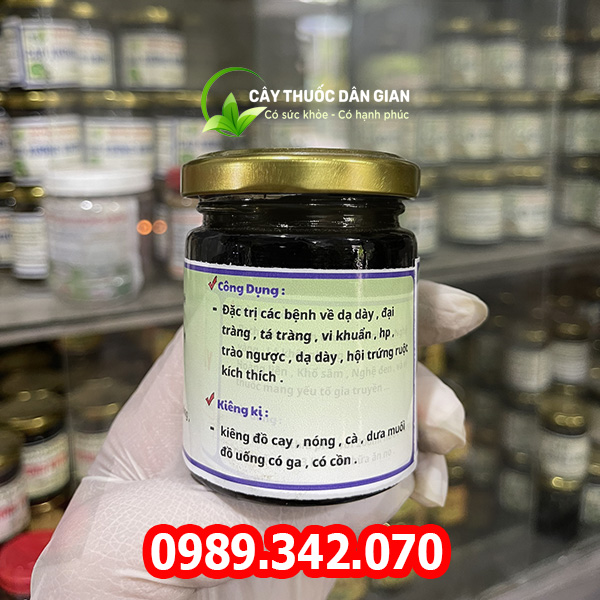 CÂY THUỐC DÂN GIAN
Có sức khỏe - Có hạnh phúc
Công Dụng :
- Đặc trị các bệnh về dạ dày , đại
tràng , tá tràng , vi khuẩn , hp ,
trào ngược , dạ dày , hội trứng ruột
kích thích .
Kiêng kị :
- kiêng đồ cay , nóng , cà , dưa muối
đồ uống có ga , có cồn .
0989.342.070